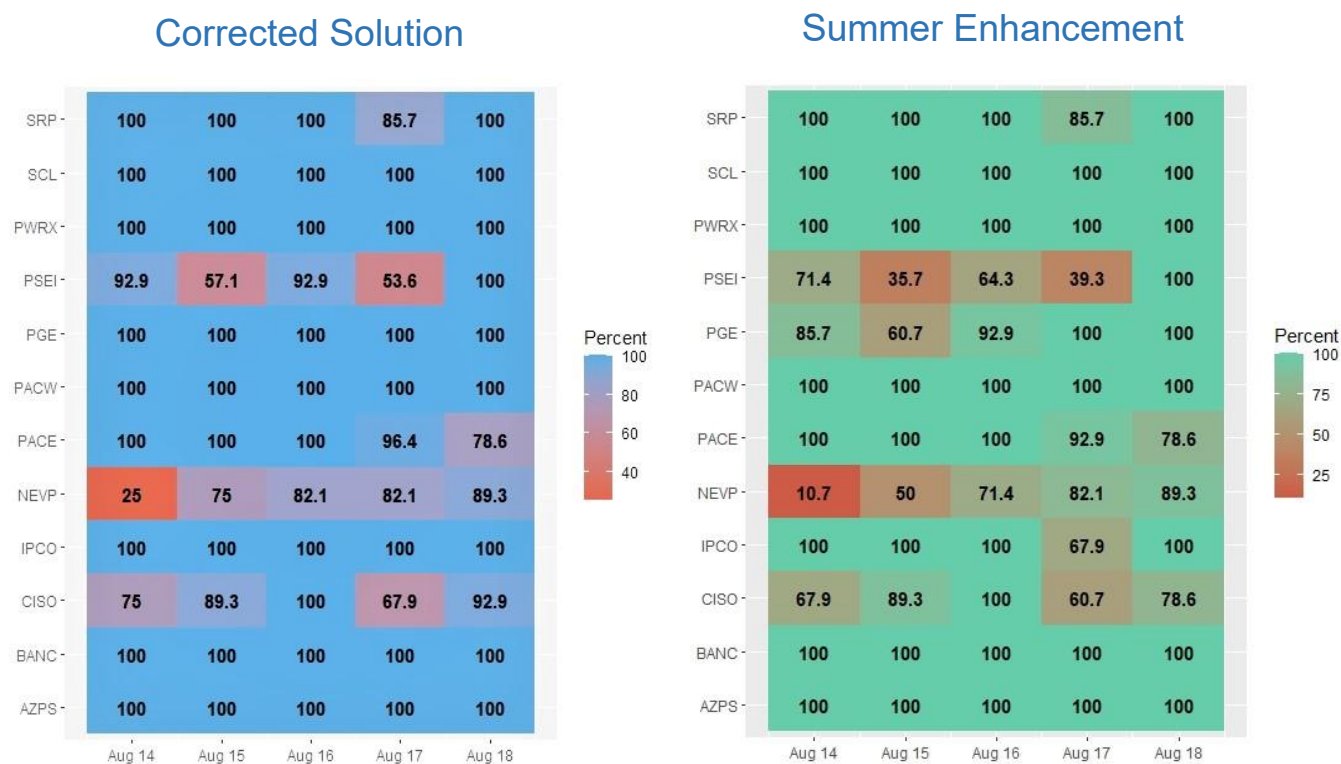 Corrected Solution
SRP 100 100 100 85.7 100
SCL 100 100 100 100 100
PWRX 100 100 100 100 100
PSEI 92.9 57.1 92.9 53.6 100
PGE 100 100 100 100 100
PACW 100 100 100 100 100
PACE 100 100 100 96.4 78.6
NEVP 25 75 82.1 82.1 89.3
IPCO 100 100 100 100 100
CISO 75 89.3 100 67.9 92.9
BANC 100 100 100 100 100
AZPS 100 100 100 100 100
Aug 14 Aug 15 Aug 16 Aug 17 Aug 18
Percent
100
80
60
40
Summer Enhancement
SRP 100 100 100 85.7 100
SCL 100 100 100 100 100
PWRX 100 100 100 100 100
PSEI 71.4 35.7 64.3 39.3 100
PGE 85.7 60.7 92.9 100 100
PACW 100 100 100 100 100
PACE 100 100 100 92.9 78.6
NEVP 10.7 50 71.4 82.1 89.3
IPCO 100 100 100 67.9 100
CISO 67.9 89.3 100 60.7 78.6
BANC 100 100 100 100 100
AZPS 100 100 100 100 100
Aug 14 Aug 15 Aug 16 Aug 17 Aug 18
Percent
100
75
50
25